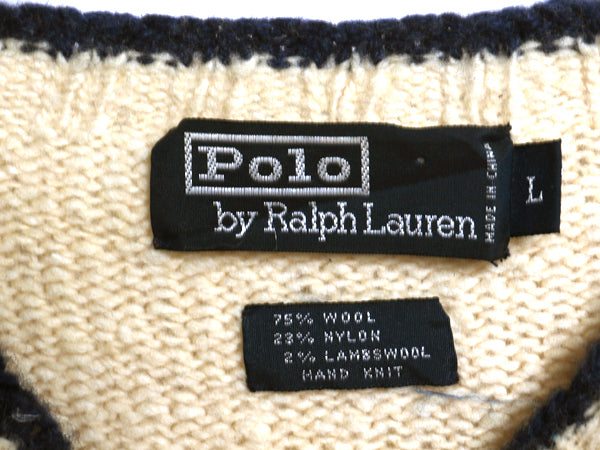 Polo
by Ralph Lauren
MADE IN CHINA
L
75% WOOL
23% NYLON
2% LAMBSWOOL
HAND KNIT